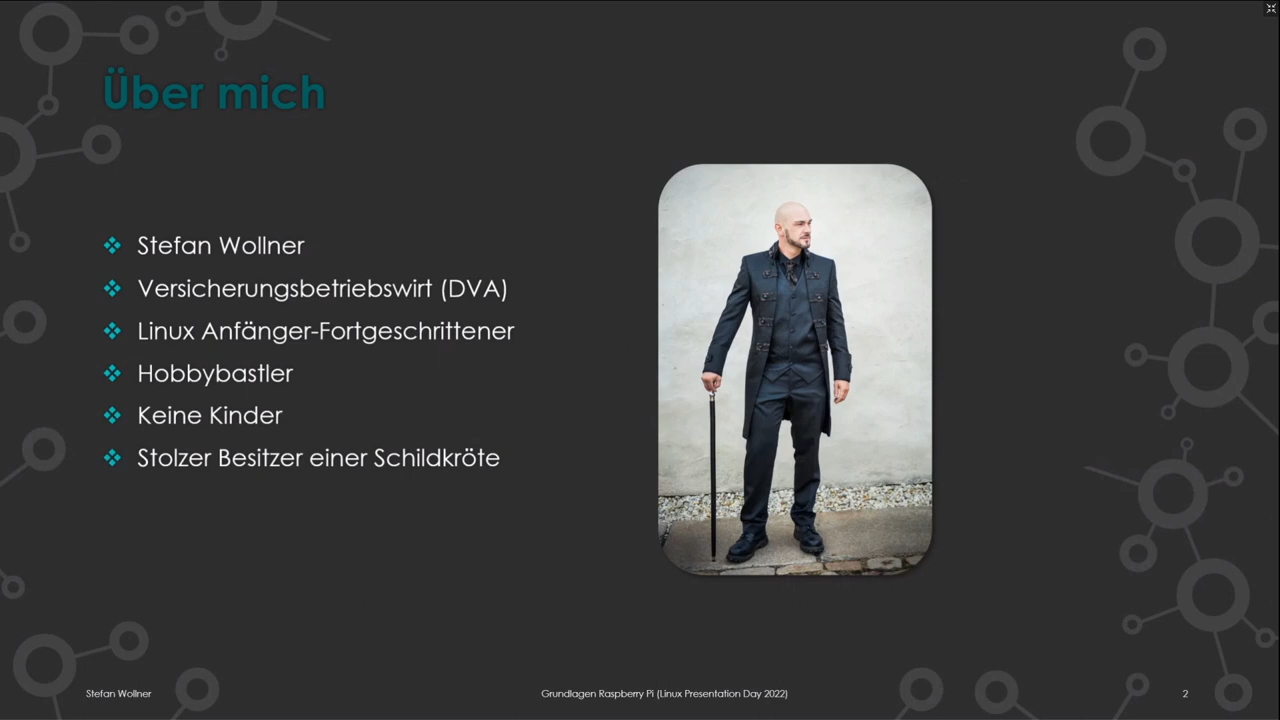 Über mich
Stefan Wollner
Versicherungsbetriebswirt (DVA)
Linux Anfänger-Fortgeschrittener
Hobbybastler
Keine Kinder
Stolzer Besitzer einer Schildkröte
Stefan Wollner
Grundlagen Raspberry Pi (Linux Presentation Day 2022)
2